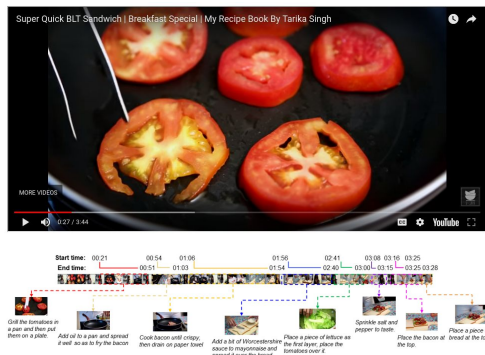 Super Quick BLT Sandwich | Breakfast Special | My Recipe Book By Tarika Singh
MORE VIDEOS
0:27 / 3:44
YouTube
Start time: 00:21 00:54 01:06 01:56 02:41 03:08 03:16 03:25
End time: 00:51 01:03 01:54 02:40 03:00 03:15 03:25 03:28
Grill the tomatoes in
a pan and then put
them on a plate.
Add oil to a pan and spread
it well so as to fry the bacon
Cook bacon until crispy,
then drain on paper towel
Add a bit of Worcestershire
sauce to mayonnaise and
spread it over the bread.
Place a piece of lettuce as
the first layer, place the
tomatoes over it.
Sprinkle salt and
pepper to taste.
Place the bacon at
the top.
Place a piece
bread at the to